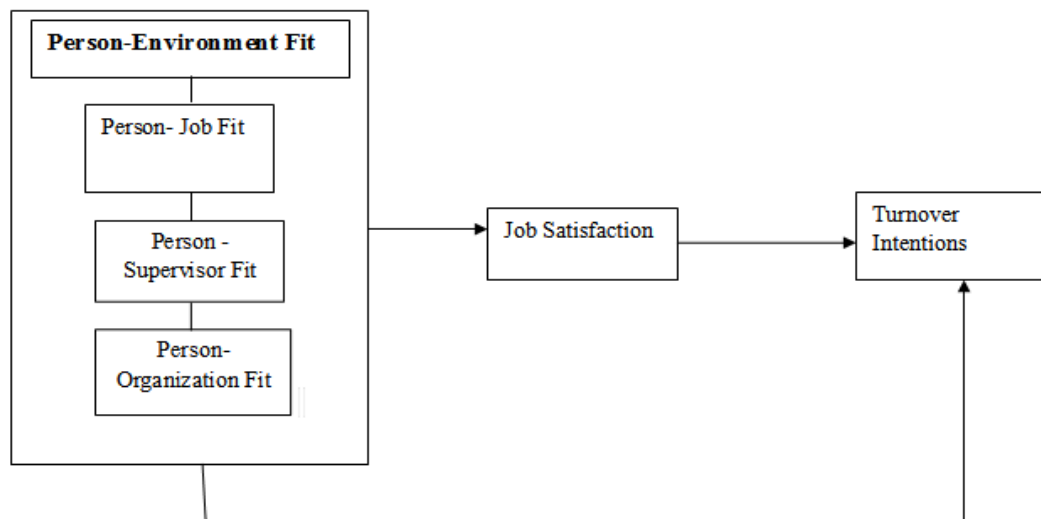 Person-Environment Fit
Person- Job Fit
Person -
Supervisor Fit
Person-
Organization Fit
Job Satisfaction
Turnover
Intentions